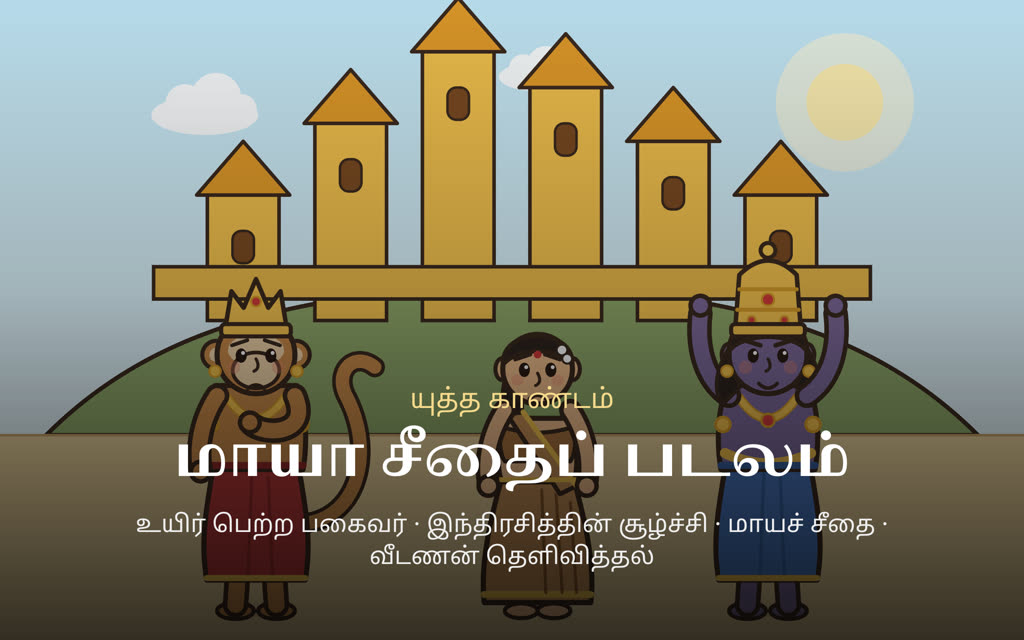 யுத்த காண்டம்
மாயா சீதைப் படலம்
உயிர் பெற்ற பகைவர் · இந்திரசித்தின் சூழ்ச்சி · மாயச் சீதை ·
வீடணன் தெளிவித்தல்